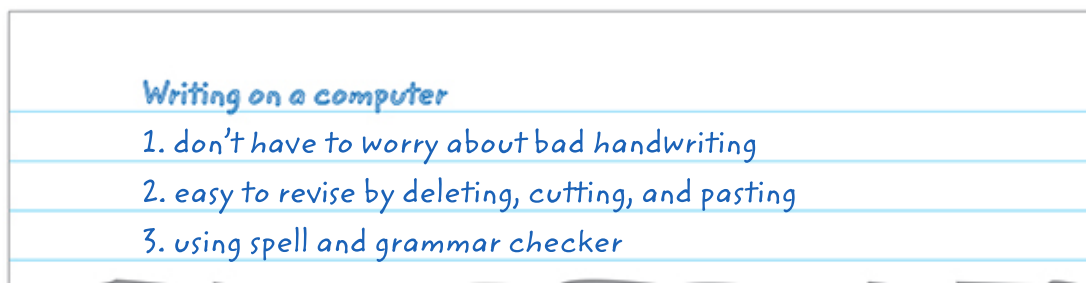 Writing on a computer
1. don't have to worry about bad handwriting
2. easy to revise by deleting, cutting, and pasting
3. using spell and grammar checker